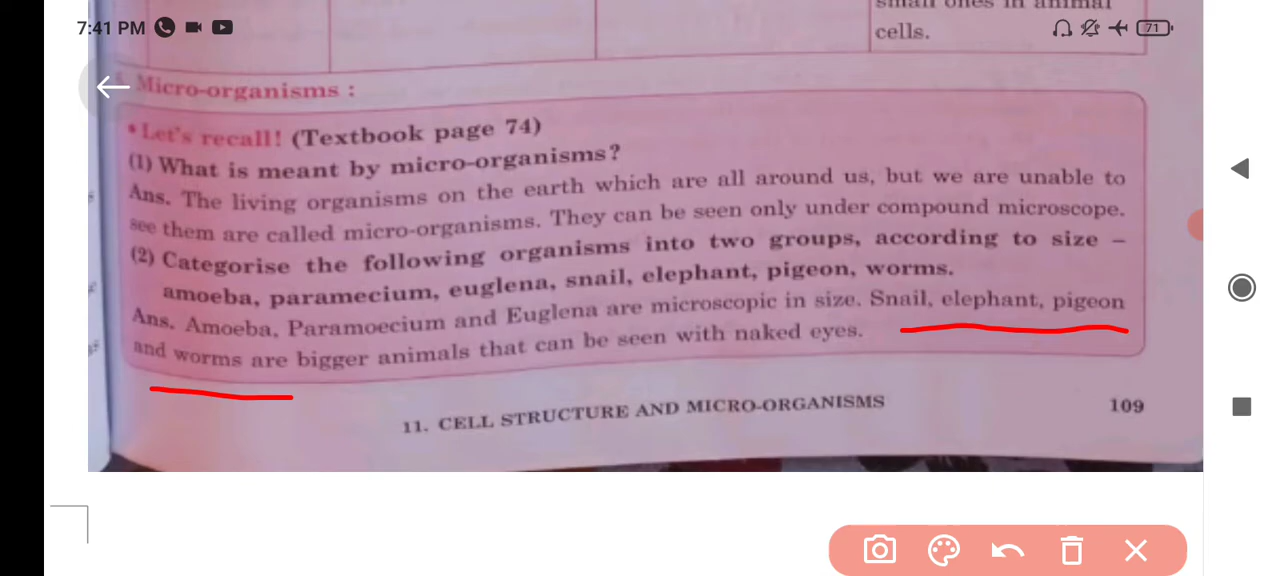 7:41 PM
71
small ones in animal
cells.
Micro-organisms :
* Let's recall! (Textbook page 74)
(1) What is meant by micro-organisms?
Ans. The living organisms on the earth which are all around us, but we are unable to
see them are called micro-organisms. They can be seen only under compound microscope.
(2) Categorise the following organisms into two groups, according to size –
amoeba, paramecium, euglena, snail, elephant, pigeon, worms.
Ans. Amoeba, Paramoecium and Euglena are microscopic in size. Snail, elephant, pigeon
and worms are bigger animals that can be seen with naked eyes.
11. CELL STRUCTURE AND MICRO-ORGANISMS
109